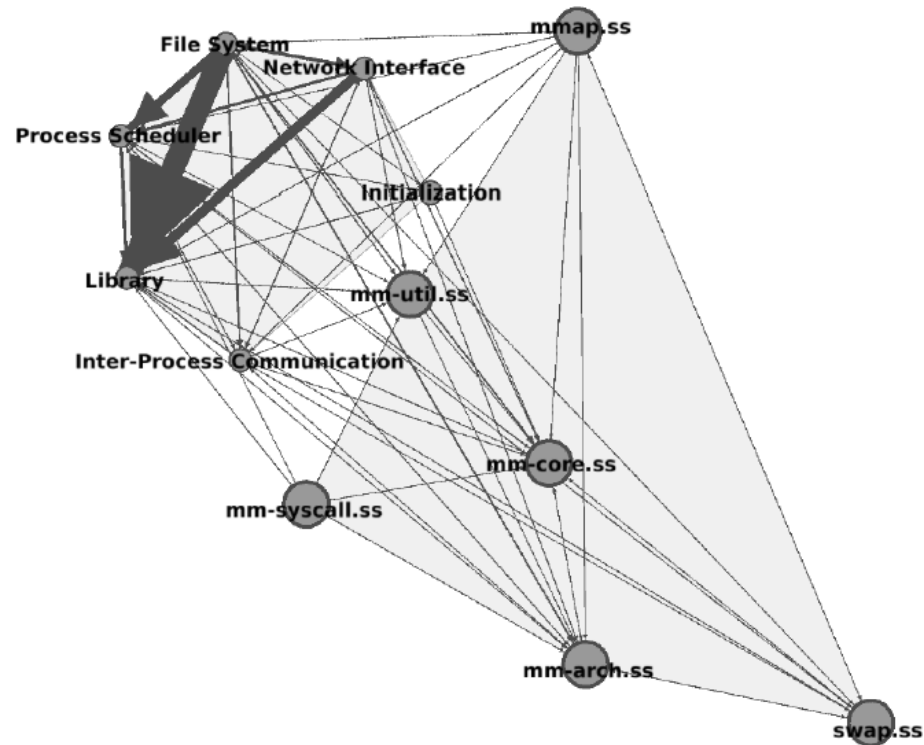 mmap.ss
File System
Network Interface
Process Scheduler
Initialization
Library
mm-util.ss
Inter-Process Communication
mm-core.ss
mm-syscall.ss
mm-arch.ss
swap.ss